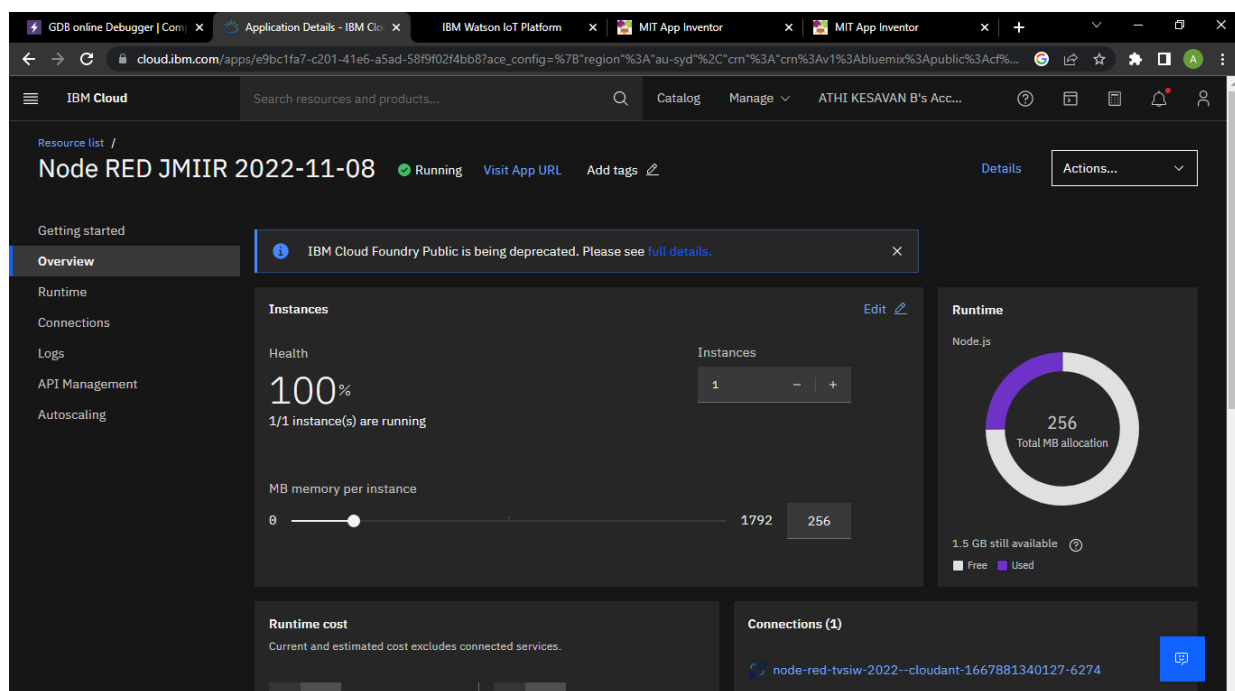 GDB online Debugger | Com
Application Details - IBM Clo
IBM Watson IoT Platform
MIT App Inventor
MIT App Inventor
cloud.ibm.com/apps/e9bc1fa7-c201-41e6-a5ad-58f9f02f4bb8?ace_config=%7B"region"%3A"au-syd"%2C"crn"%3A"crn%3Av1%3Abluemix%3Apublic%3Acf%...
IBM Cloud
Search resources and products...
Catalog
Manage
ATHI KESAVAN B's Acc...
Resource list /
Node RED JMIIR 2022-11-08
Running
Visit App URL
Add tags
Details
Actions...
Getting started
Overview
Runtime
Connections
Logs
API Management
Autoscaling
IBM Cloud Foundry Public is being deprecated. Please see full details.
Instances
Edit
Health
100%
1/1 instance(s) are running
Instances
1
MB memory per instance
0
1792
256
Runtime
Node.js
256
Total MB allocation
1.5 GB still available
Free
Used
Runtime cost
Current and estimated cost excludes connected services.
Connections (1)
node-red-tvsiw-2022--cloudant-1667881340127-6274